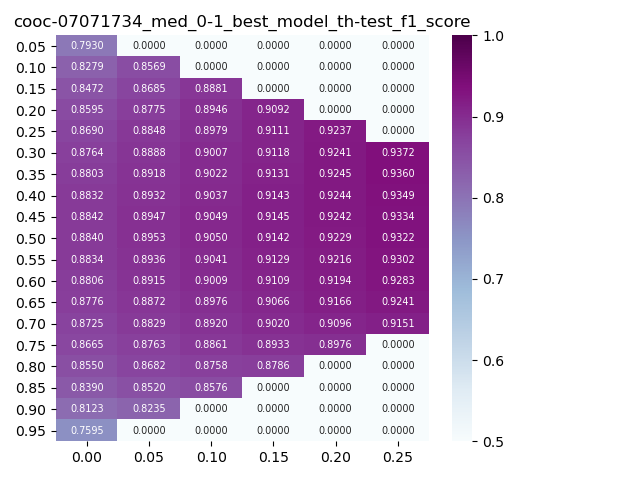 cooc-07071734_med_0-1_best_model_th-test_f1_score
0.05 0.7930 0.0000 0.0000 0.0000 0.0000 0.0000
0.10 0.8279 0.8569 0.0000 0.0000 0.0000 0.0000
0.15 0.8472 0.8685 0.8881 0.0000 0.0000 0.0000
0.20 0.8595 0.8775 0.8946 0.9092 0.0000 0.0000
0.25 0.8690 0.8848 0.8979 0.9111 0.9237 0.0000
0.30 0.8764 0.8888 0.9007 0.9118 0.9241 0.9372
0.35 0.8803 0.8918 0.9022 0.9131 0.9245 0.9360
0.40 0.8832 0.8932 0.9037 0.9143 0.9244 0.9349
0.45 0.8842 0.8947 0.9049 0.9145 0.9242 0.9334
0.50 0.8840 0.8953 0.9050 0.9142 0.9229 0.9322
0.55 0.8834 0.8936 0.9041 0.9129 0.9216 0.9302
0.60 0.8806 0.8915 0.9009 0.9109 0.9194 0.9283
0.65 0.8776 0.8872 0.8976 0.9066 0.9166 0.9241
0.70 0.8725 0.8829 0.8920 0.9020 0.9096 0.9151
0.75 0.8665 0.8763 0.8861 0.8933 0.8976 0.0000
0.80 0.8550 0.8682 0.8758 0.8786 0.0000 0.0000
0.85 0.8390 0.8520 0.8576 0.0000 0.0000 0.0000
0.90 0.8123 0.8235 0.0000 0.0000 0.0000 0.0000
0.95 0.7595 0.0000 0.0000 0.0000 0.0000 0.0000
0.00 0.05 0.10 0.15 0.20 0.25
1.0
0.9
0.8
0.7
0.6
0.5